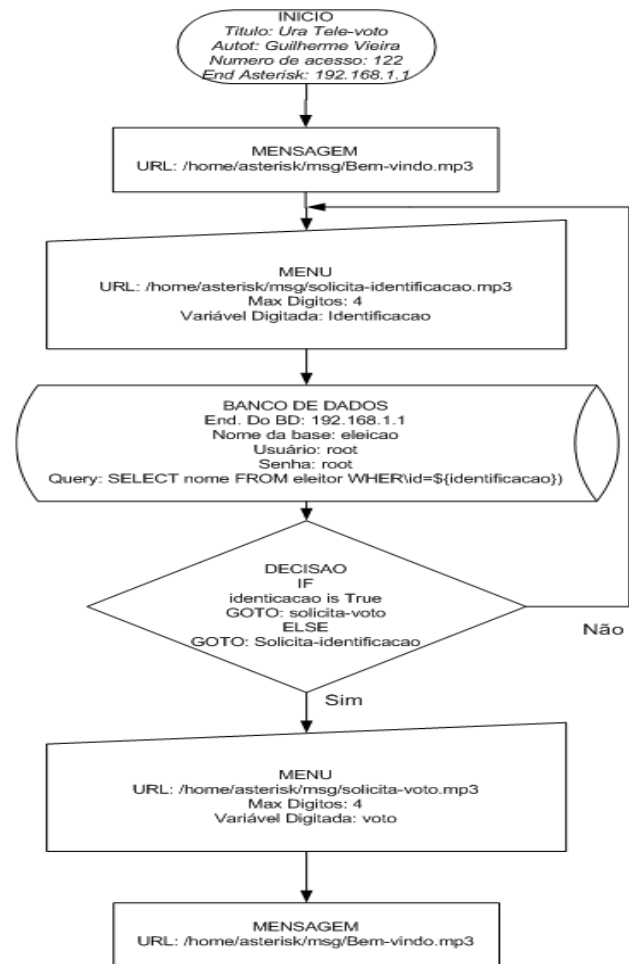 INICIO
Titulo: Ura Tele-voto
Autot: Guilherme Vieira
Numero de acesso: 122
End Asterisk: 192.168.1.1
MENSAGEM
URL: /home/asterisk/msg/Bem-vindo.mp3
MENU
URL: /home/asterisk/msg/solicita-identificacao.mp3
Max Digitos: 4
Variável Digitada: Identificacao
BANCO DE DADOS
End. Do BD: 192.168.1.1
Nome da base: eleicao
Usuário: root
Senha: root
Query: SELECT nome FROM eleitor WHER\id=${identificacao})
DECISAO
IF
identicacao is True
GOTO: solicita-voto
ELSE
GOTO: Solicita-identificacao
Não
Sim
MENU
URL: /home/asterisk/msg/solicita-voto.mp3
Max Digitos: 4
Variável Digitada: voto
MENSAGEM
URL: /home/asterisk/msg/Bem-vindo.mp3